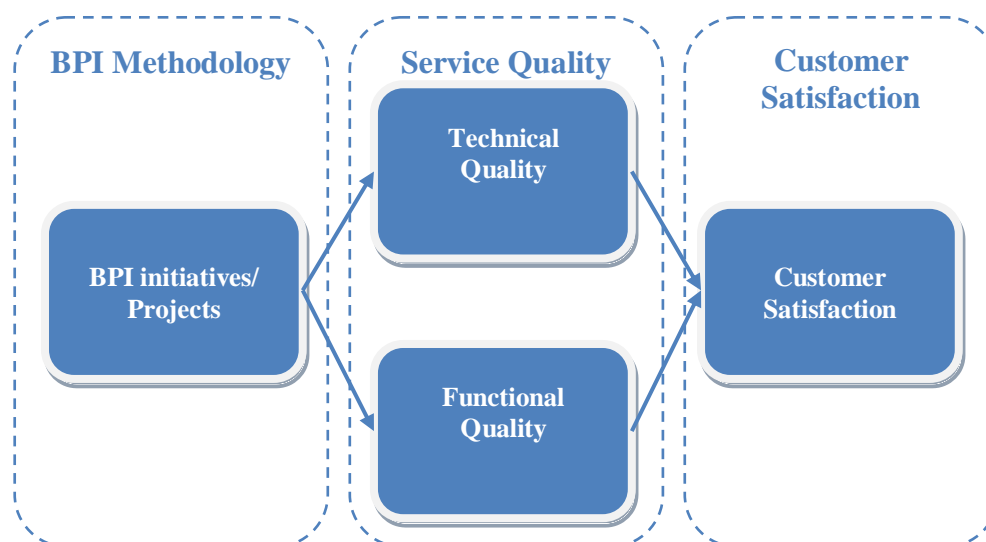 BPI Methodology
BPI initiatives/
Projects
Service Quality
Technical
Quality
Functional
Quality
Customer
Satisfaction
Customer
Satisfaction